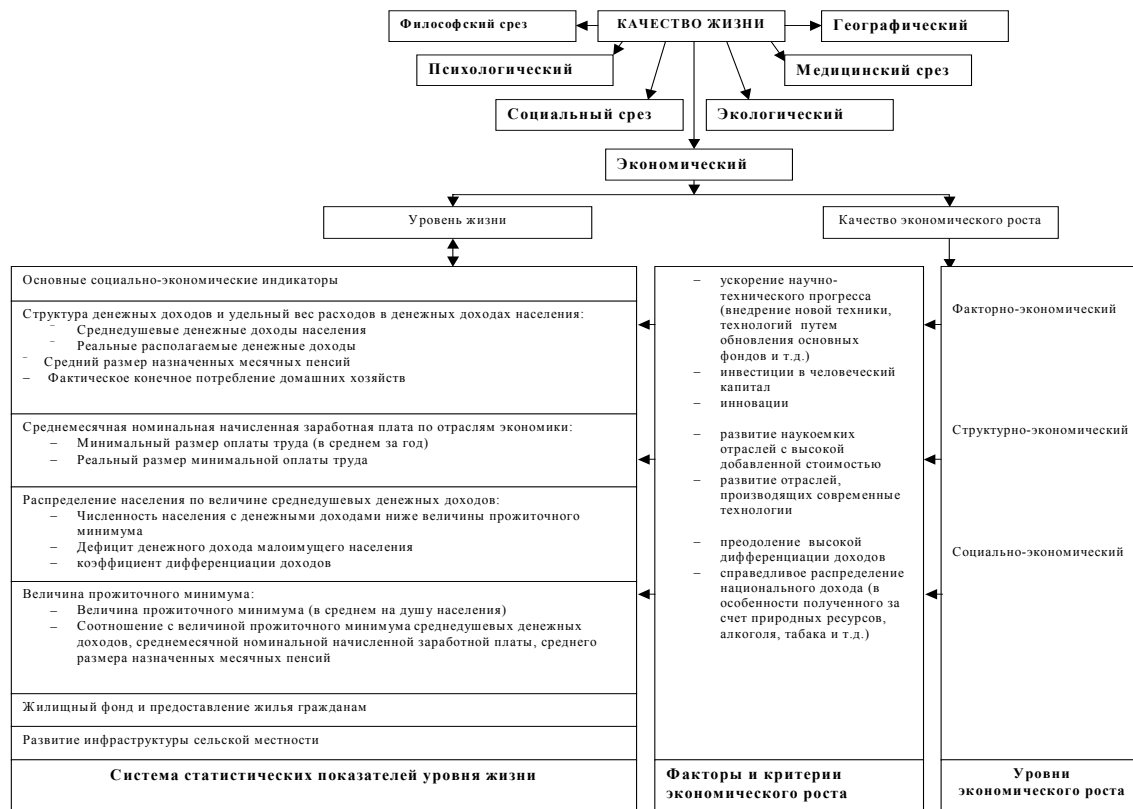 Философский срез
КАЧЕСТВО ЖИЗНИ
Географический
Психологический
Медицинский срез
Социальный срез
Экологический
Экономический
Уровень жизни
Качество экономического роста
Основные социально-экономические индикаторы
Структура денежных доходов и удельный вес расходов в денежных доходах населения:
¯ Среднедушевые денежные доходы населения
¯ Реальные располагаемые денежные доходы
¯ Средний размер назначенных месячных пенсий
– Фактическое конечное потребление домашних хозяйств
Среднемесячная номинальная начисленная заработная плата по отраслям экономики:
– Минимальный размер оплаты труда (в среднем за год)
– Реальный размер минимальной оплаты труда
Распределение населения по величине среднедушевых денежных доходов:
– Численность населения с денежными доходами ниже величины прожиточного
минимума
– Дефицит денежного дохода малоимущего населения
– коэффициент дифференциации доходов
Величина прожиточного минимума:
– Величина прожиточного минимума (в среднем на душу населения)
– Соотношение с величиной прожиточного минимума среднедушевых денежных
доходов, среднемесячной номинальной начисленной заработной платы, среднего
размера назначенных месячных пенсий
Жилищный фонд и предоставление жилья гражданам
Развитие инфраструктуры сельской местности
Система статистических показателей уровня жизни
– ускорение научно-
технического прогресса
(внедрение новой техники,
технологий путем
обновления основных
фондов и т.д.)
– инвестиции в человеческий
капитал
– инновации
– развитие наукоемких
отраслей с высокой
добавленной стоимостью
– развитие отраслей,
производящих современные
технологии
– преодоление высокой
дифференциации доходов
– справедливое распределение
национального дохода (в
особенности полученного за
счет природных ресурсов,
алкоголя, табака и т.д.)
Факторы и критерии
экономического роста
Факторно-экономический
Структурно-экономический
Социально-экономический
Уровни
экономического роста